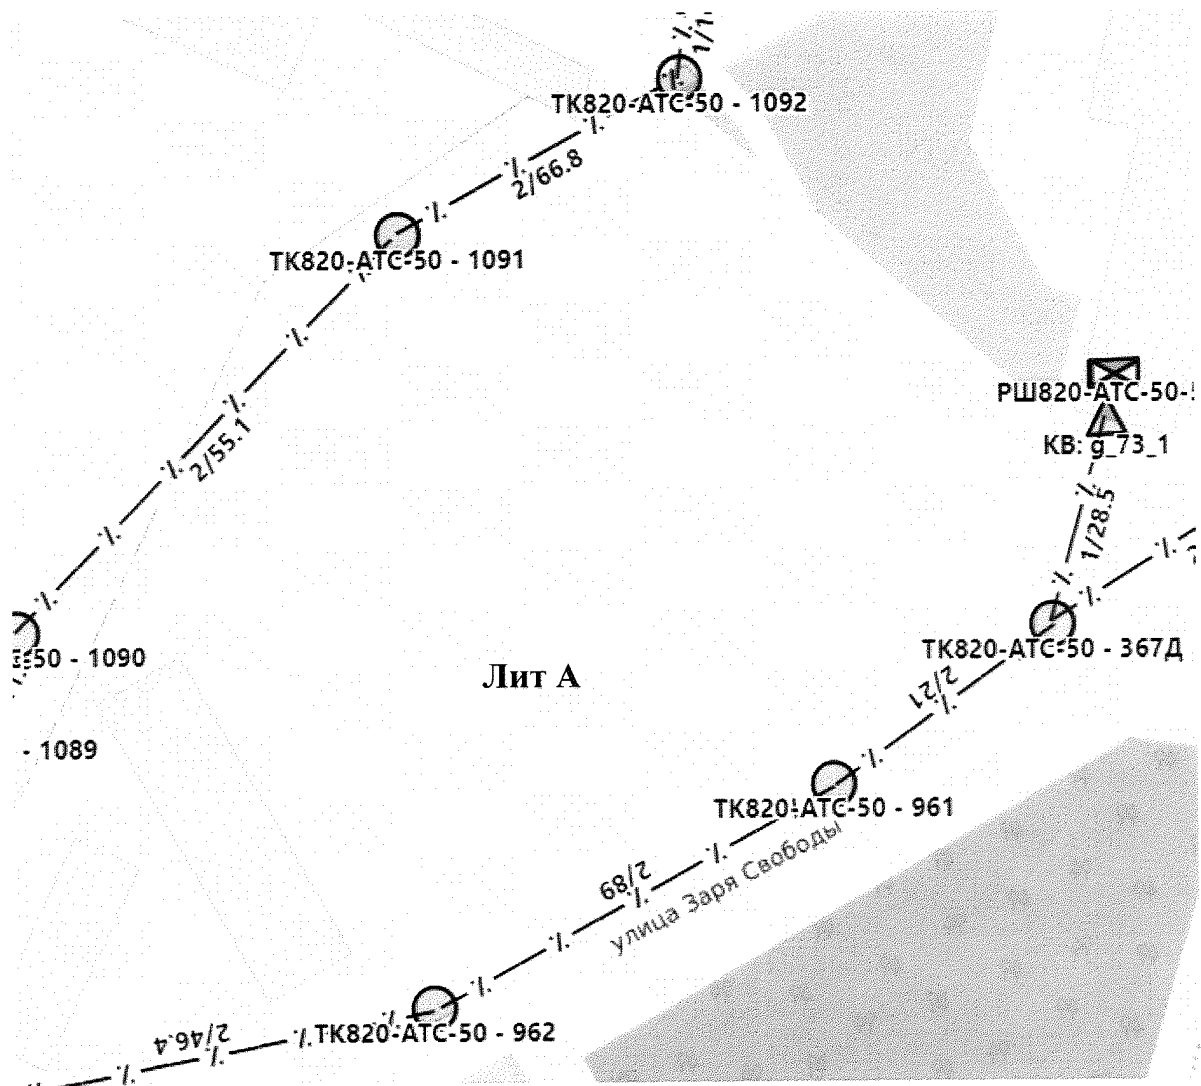 1/1
ТК820-АТС-50 - 1092
2/66.8
ТК820-АТС-50 - 1091
РШ820-АТС-50-
КВ: g_73_1
2/55.1
1/28.5
50 - 1090
ТК820-АТС-50 - 367Д
Лит А
2/21
- 1089
ТК820-АТС-50 - 961
2/89
улица Заря Свободы
ТК820-АТС-50 - 962
2/46.4